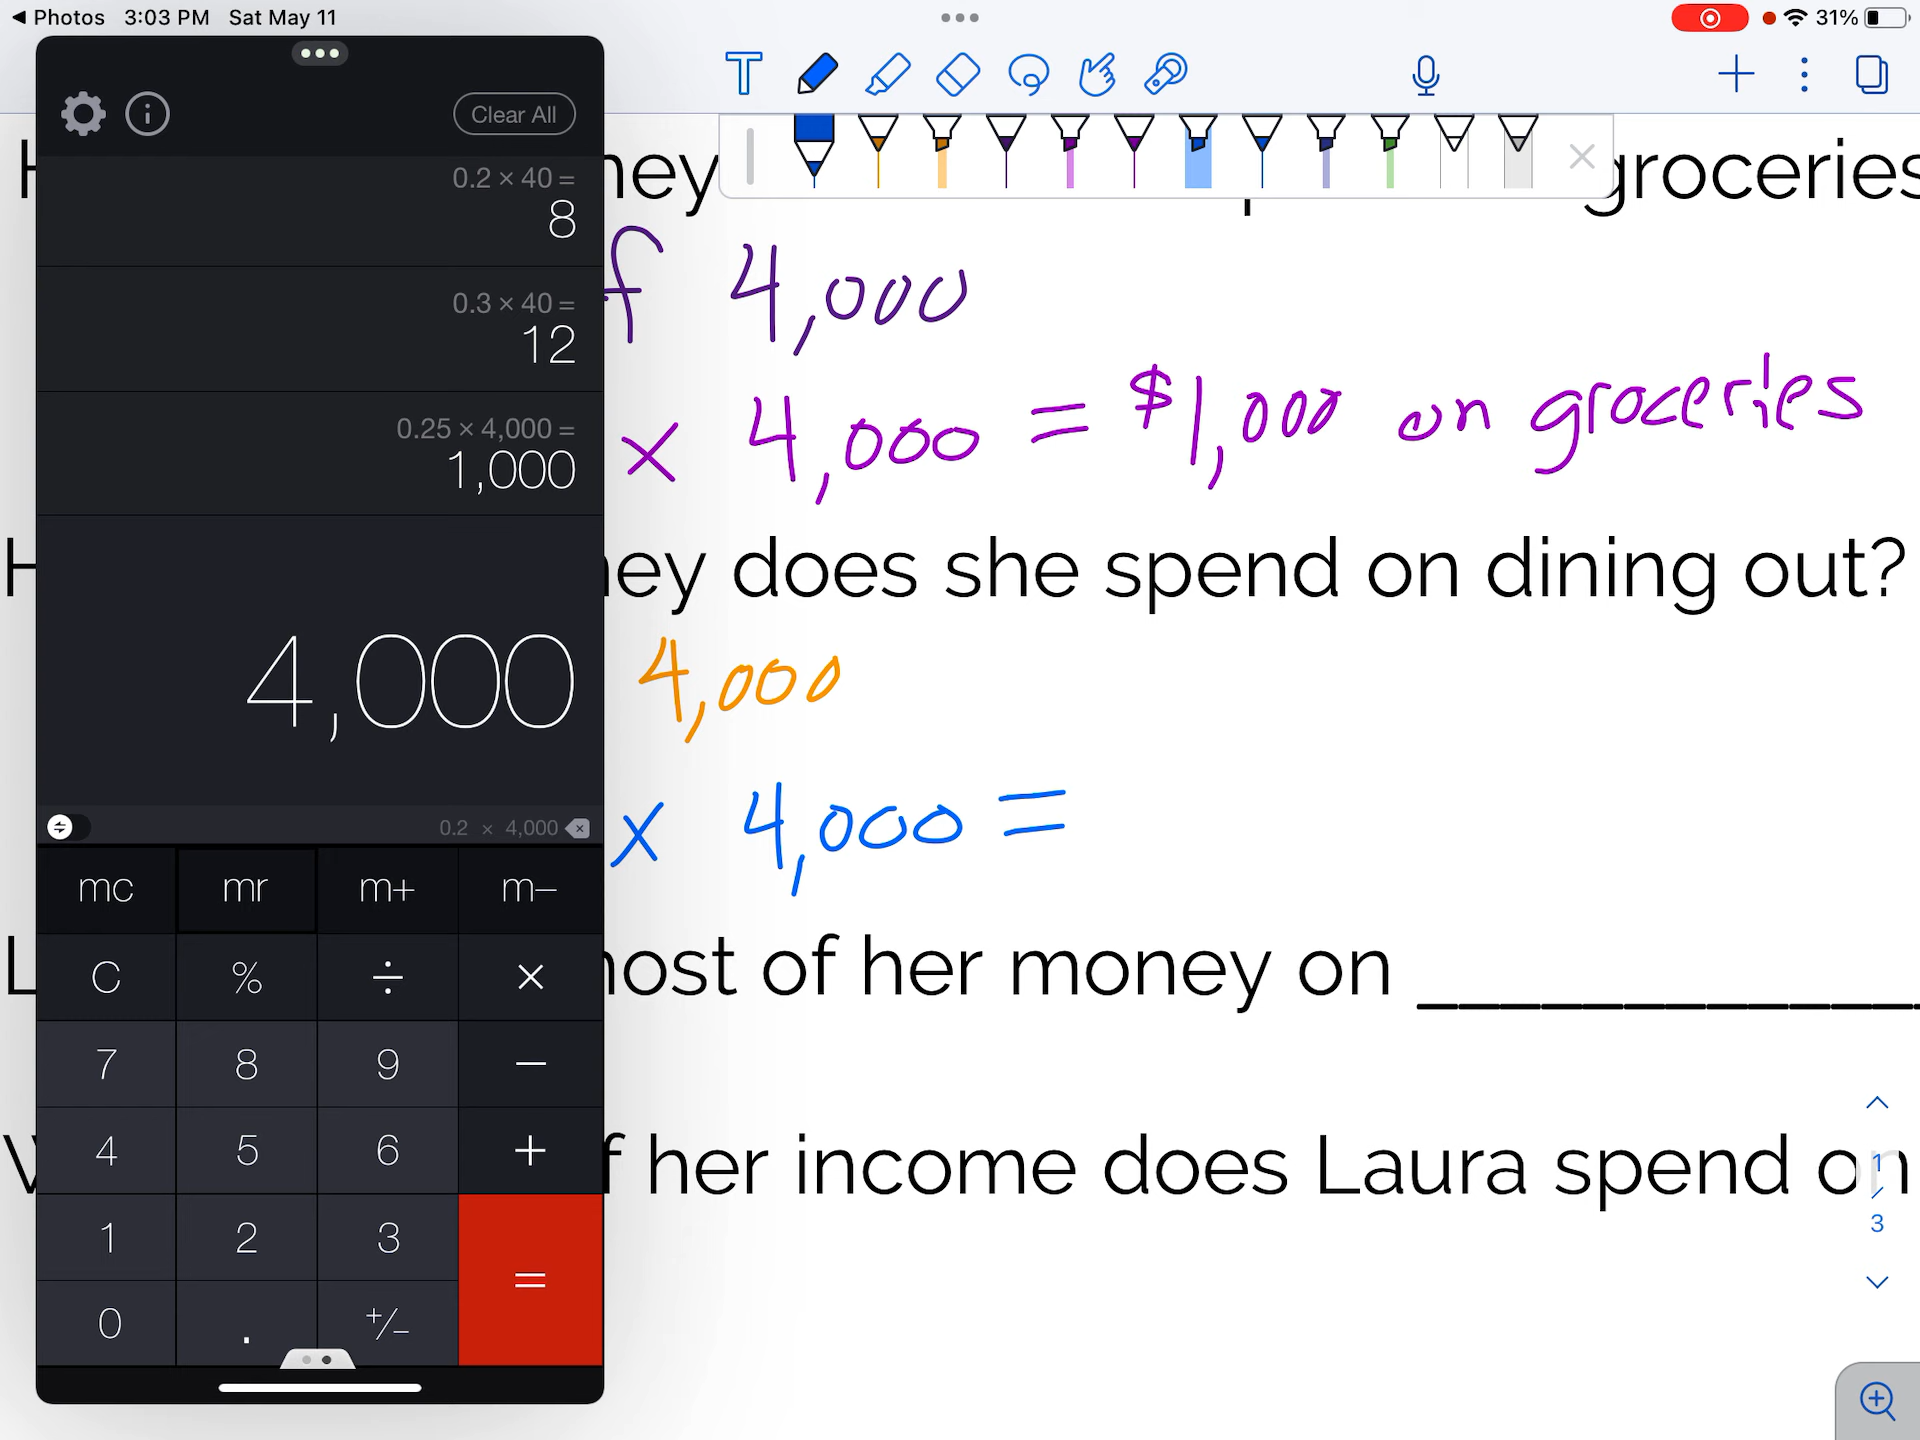 Photos 3:03 PM Sat May 11
31%
Clear All
0.2 × 40 =
8
0.3 × 40 =
12
0.25 × 4,000 =
1,000
4,000
0.2 × 4,000
mc mr m+ m−
C % ÷ ×
7 8 9 −
4 5 6 +
1 2 3 =
0 . +/−
T
groceries
4,000
× 4,000 = $1,000 on groceries
does she spend on dining out?
4,000
× 4,000 =
of her money on ____________
her income does Laura spend on
1 / 3